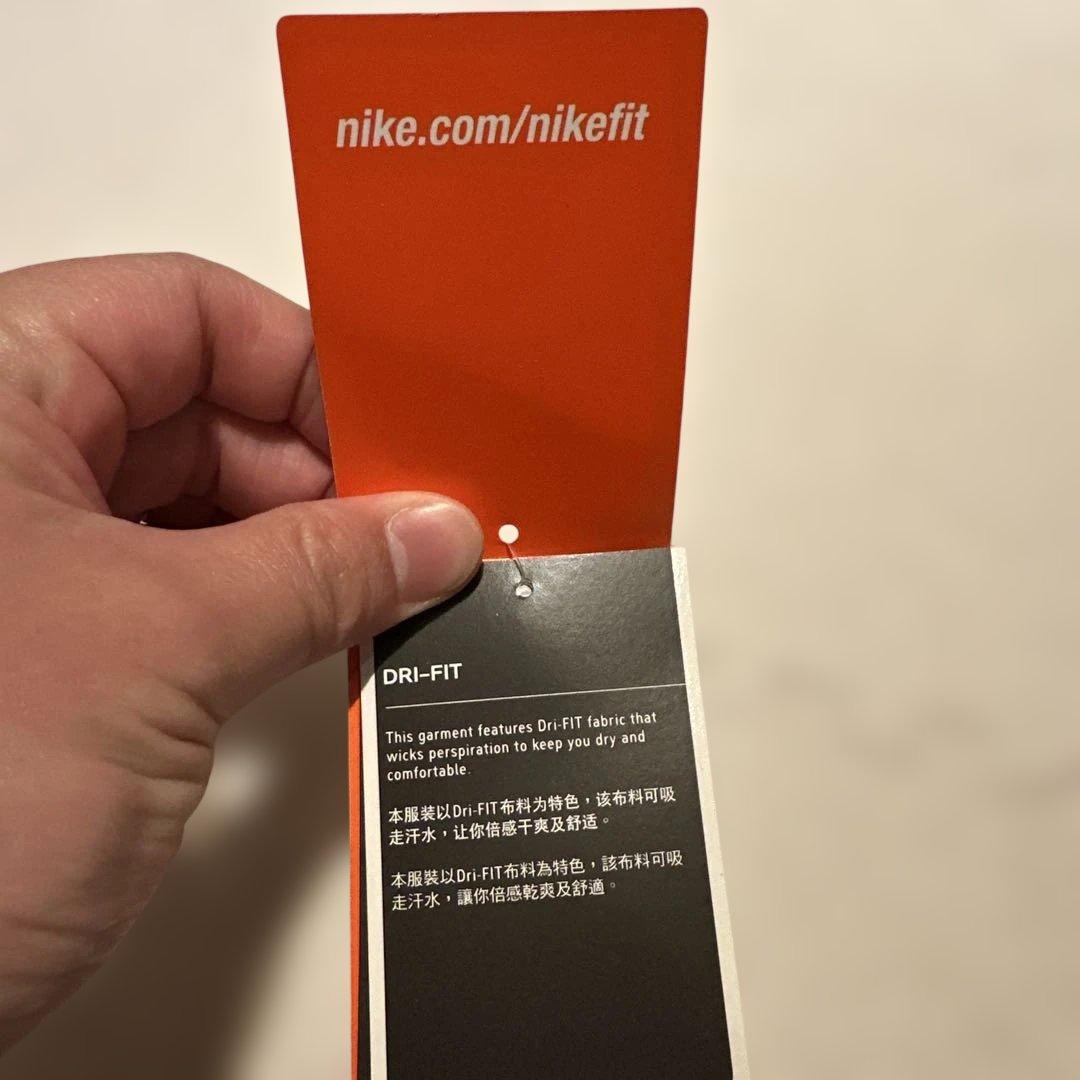 nike.com/nikefit
DRI–FIT
This garment features Dri-FIT fabric that
wicks perspiration to keep you dry and
comfortable.
本服装以Dri-FIT布料为特色，该布料可吸
走汗水，让你倍感干爽及舒适。
本服裝以Dri-FIT布料為特色，該布料可吸
走汗水，讓你倍感乾爽及舒適。